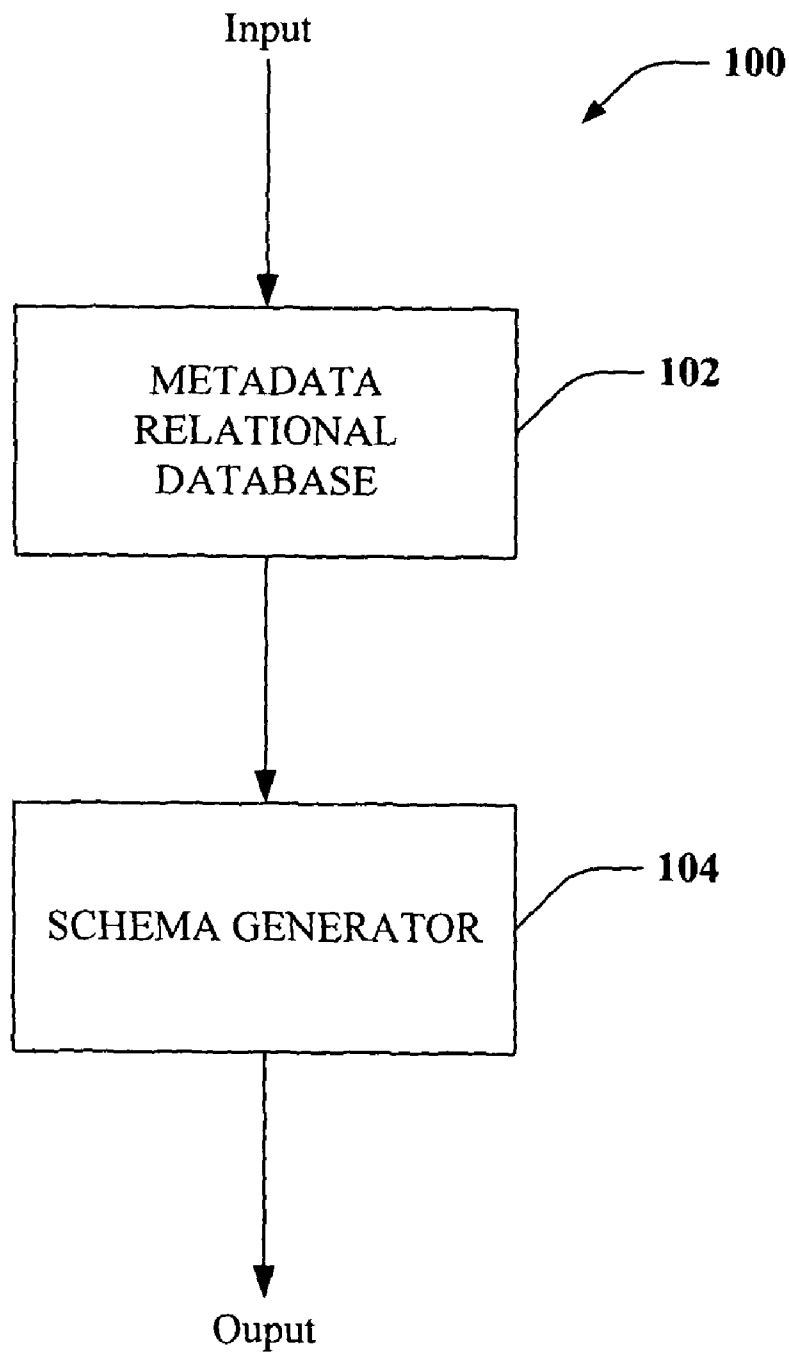 Input
100
METADATA
RELATIONAL
DATABASE
102
SCHEMA GENERATOR
104
Ouput